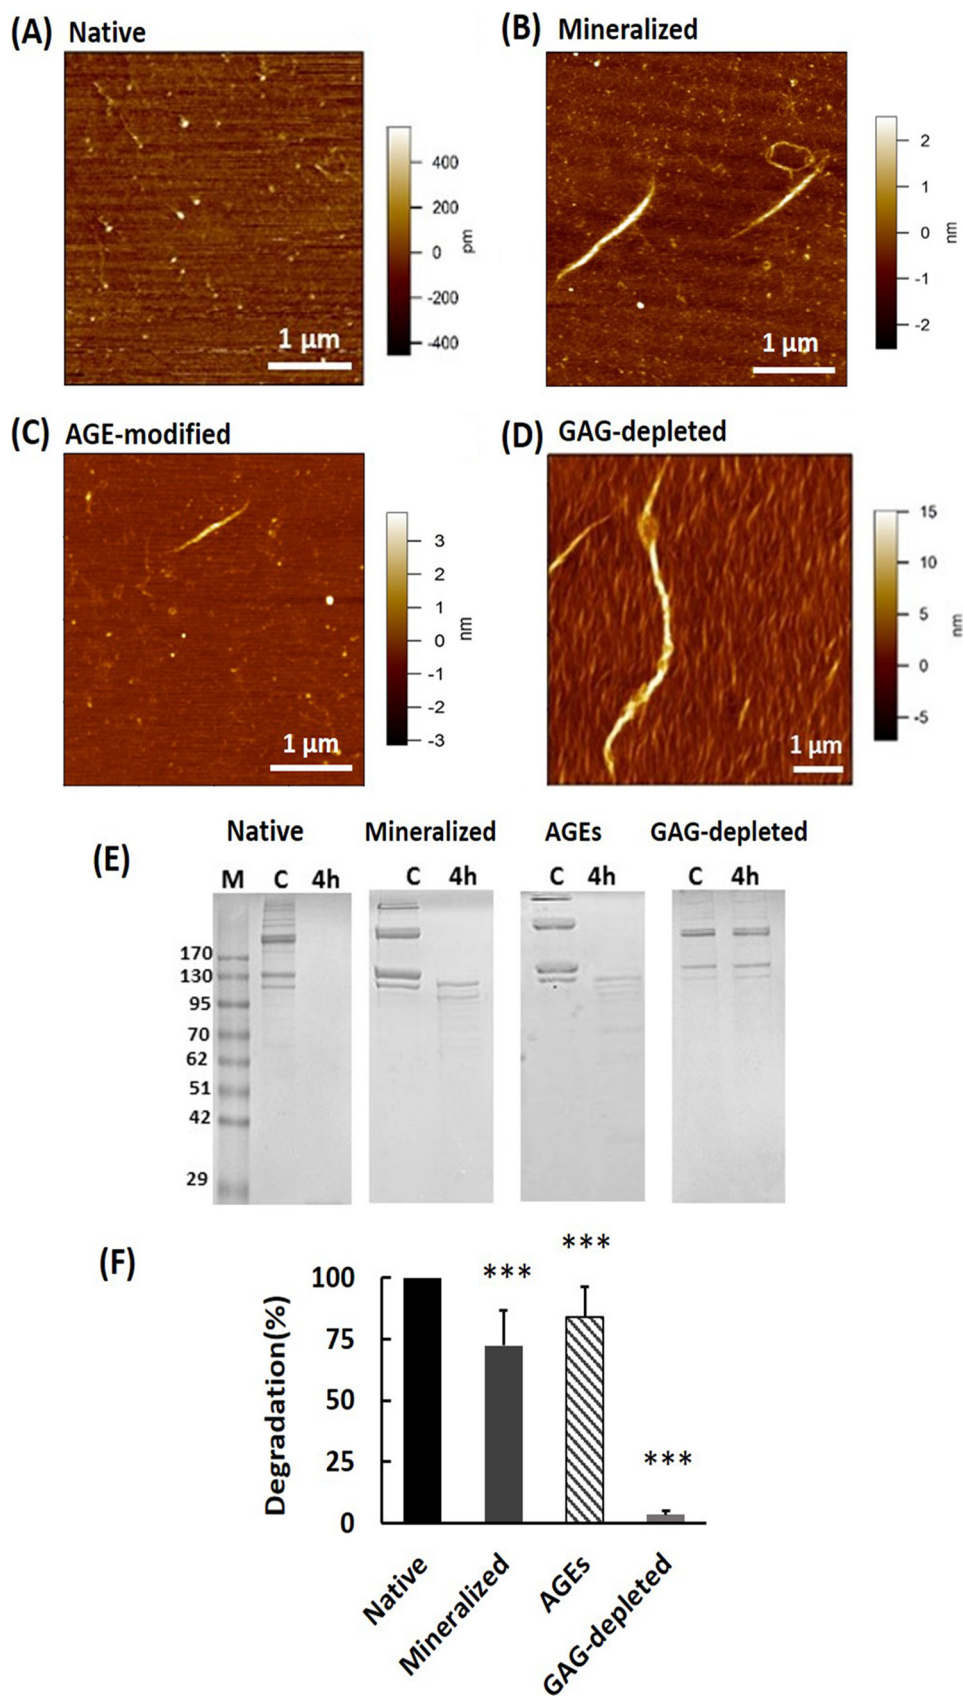 (A) Native
400
200
0
-200
-400
pm
1 μm
(B) Mineralized
2
1
0
-1
-2
nm
1 μm
(C) AGE-modified
3
2
1
0
-1
-2
-3
nm
1 μm
(D) GAG-depleted
15
10
5
0
-5
nm
1 μm
(E)
Native Mineralized AGEs GAG-depleted
M C 4h C 4h C 4h C 4h
170
130
95
70
62
51
42
29
(F)
Degradation(%)
100
75
50
25
0
***
***
***
Native
Mineralized
AGEs
GAG-depleted